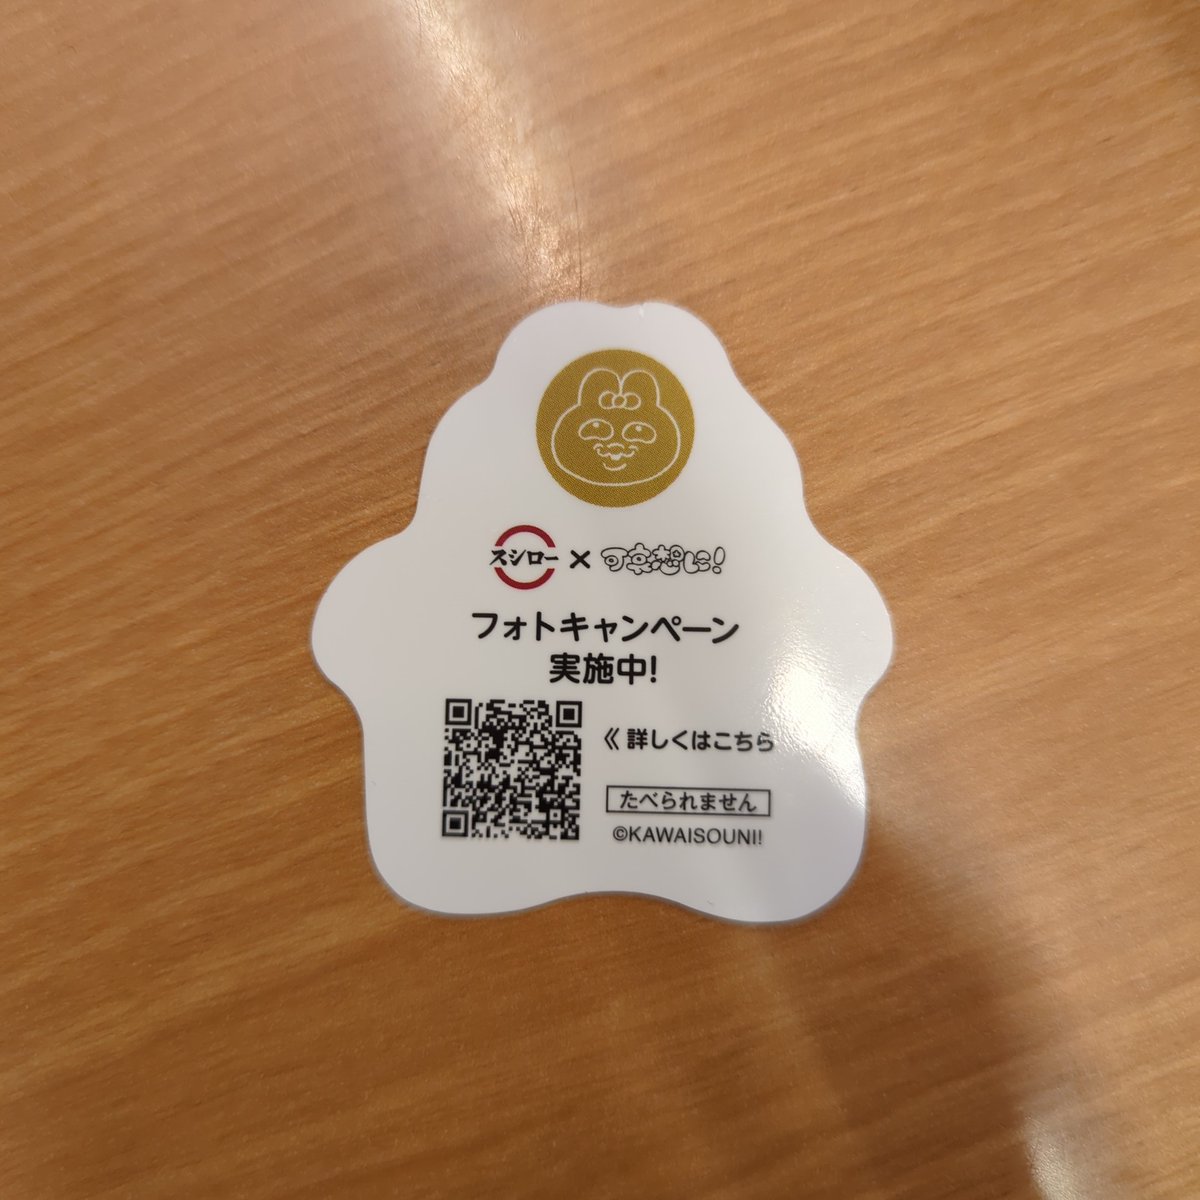 スシロー × 可哀想に!
フォトキャンペーン
実施中!
《 詳しくはこちら
たべられません
©KAWAISOUNI!